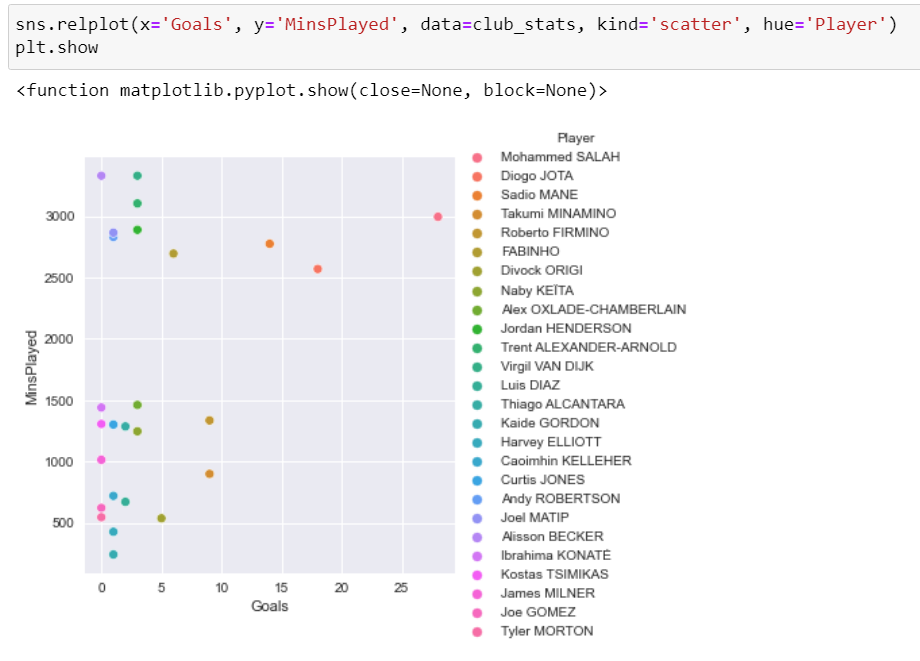 sns.relplot(x='Goals', y='MinsPlayed', data=club_stats, kind='scatter', hue='Player')
plt.show
<function matplotlib.pyplot.show(close=None, block=None)>
Player
Mohammed SALAH
Diogo JOTA
Sadio MANE
Takumi MINAMINO
Roberto FIRMINO
FABINHO
Divock ORIGI
Naby KEÏTA
Alex OXLADE-CHAMBERLAIN
Jordan HENDERSON
Trent ALEXANDER-ARNOLD
Virgil VAN DIJK
Luis DIAZ
Thiago ALCANTARA
Kaide GORDON
Harvey ELLIOTT
Caoimhin KELLEHER
Curtis JONES
Andy ROBERTSON
Joel MATIP
Alisson BECKER
Ibrahima KONATÉ
Kostas TSIMIKAS
James MILNER
Joe GOMEZ
Tyler MORTON
MinsPlayed
3000
2500
2000
1500
1000
500
0 5 10 15 20 25
Goals